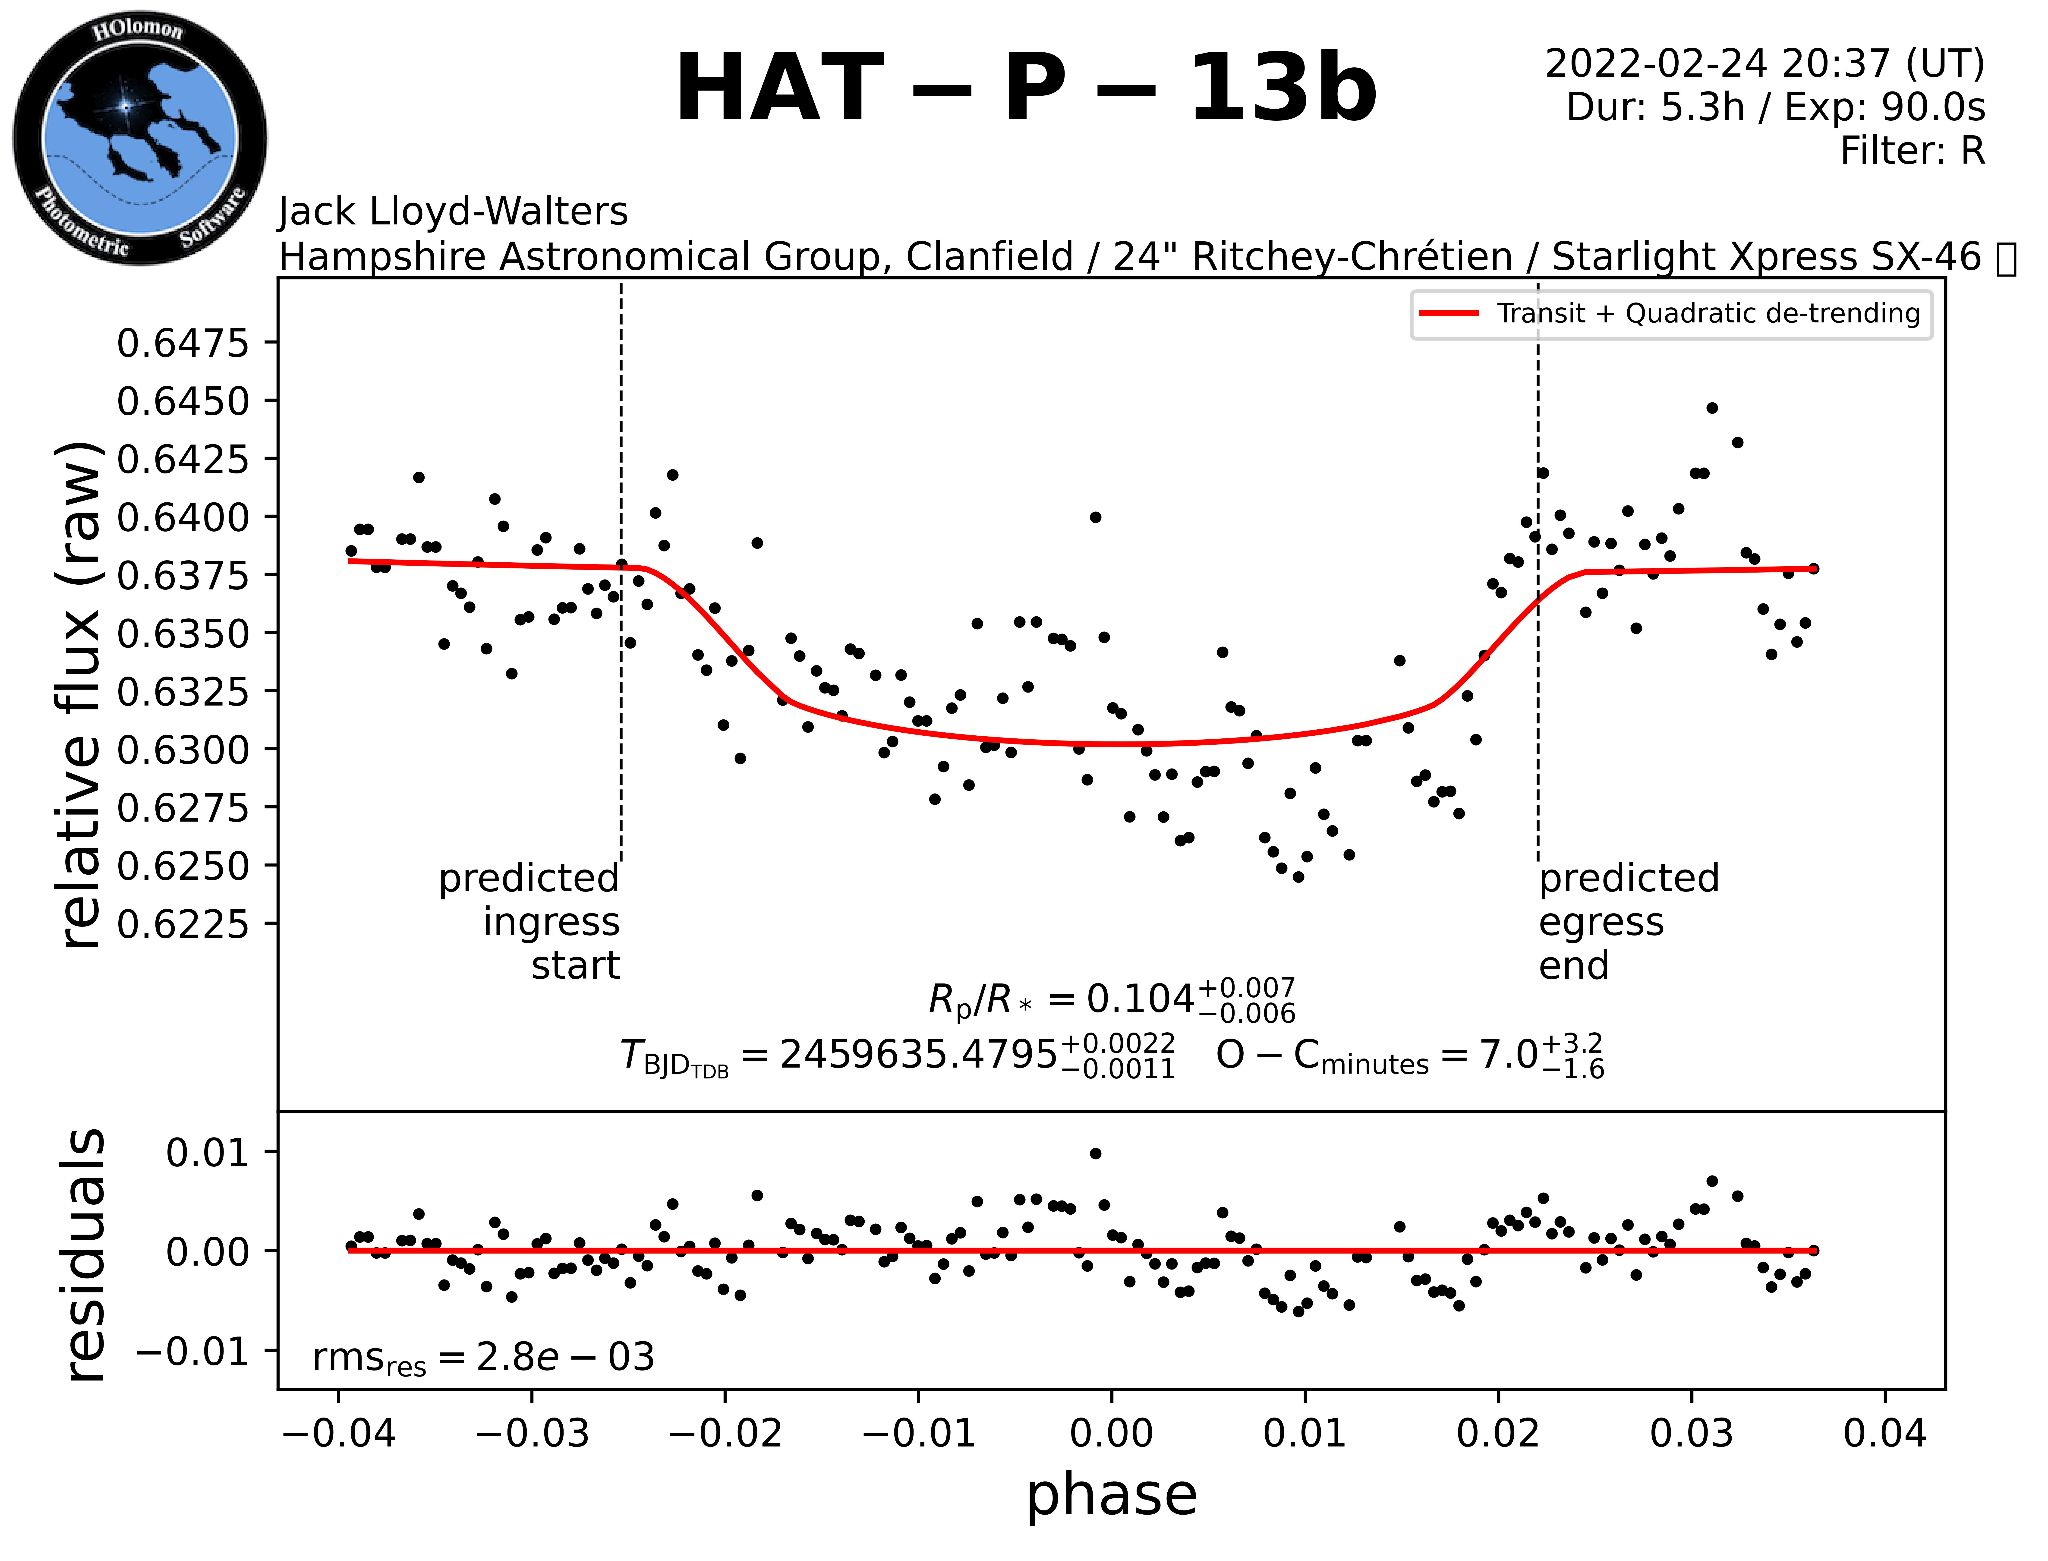 HOlomon
Photometric
Software
HAT – P – 13b
2022-02-24 20:37 (UT)
Dur: 5.3h / Exp: 90.0s
Filter: R
Jack Lloyd-Walters
Hampshire Astronomical Group, Clanfield / 24" Ritchey-Chrétien / Starlight Xpress SX-46 
Transit + Quadratic de-trending
relative flux (raw)
0.6475
0.6450
0.6425
0.6400
0.6375
0.6350
0.6325
0.6300
0.6275
0.6250
0.6225
predicted
ingress
start
predicted
egress
end
Rp/R* = 0.104 +0.007 −0.006
T BJD TDB = 2459635.4795 +0.0022 −0.0011 O − C minutes = 7.0 +3.2 −1.6
residuals
0.01
0.00
−0.01
rms res = 2.8e − 03
−0.04 −0.03 −0.02 −0.01 0.00 0.01 0.02 0.03 0.04
phase